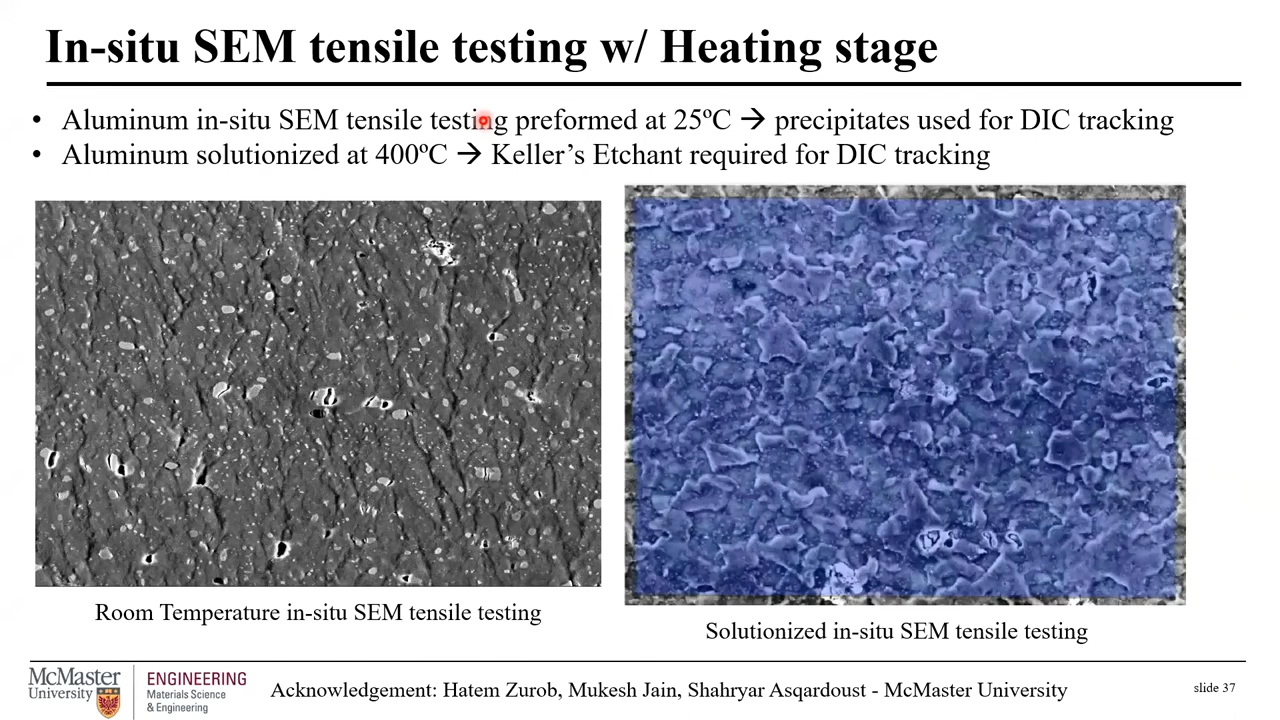 In-situ SEM tensile testing w/ Heating stage
• Aluminum in-situ SEM tensile testing preformed at 25ºC → precipitates used for DIC tracking
• Aluminum solutionized at 400ºC → Keller’s Etchant required for DIC tracking
Room Temperature in-situ SEM tensile testing
Solutionized in-situ SEM tensile testing
McMaster
University
ENGINEERING
Materials Science
& Engineering
Acknowledgement: Hatem Zurob, Mukesh Jain, Shahryar Asqardoust - McMaster University
slide 37